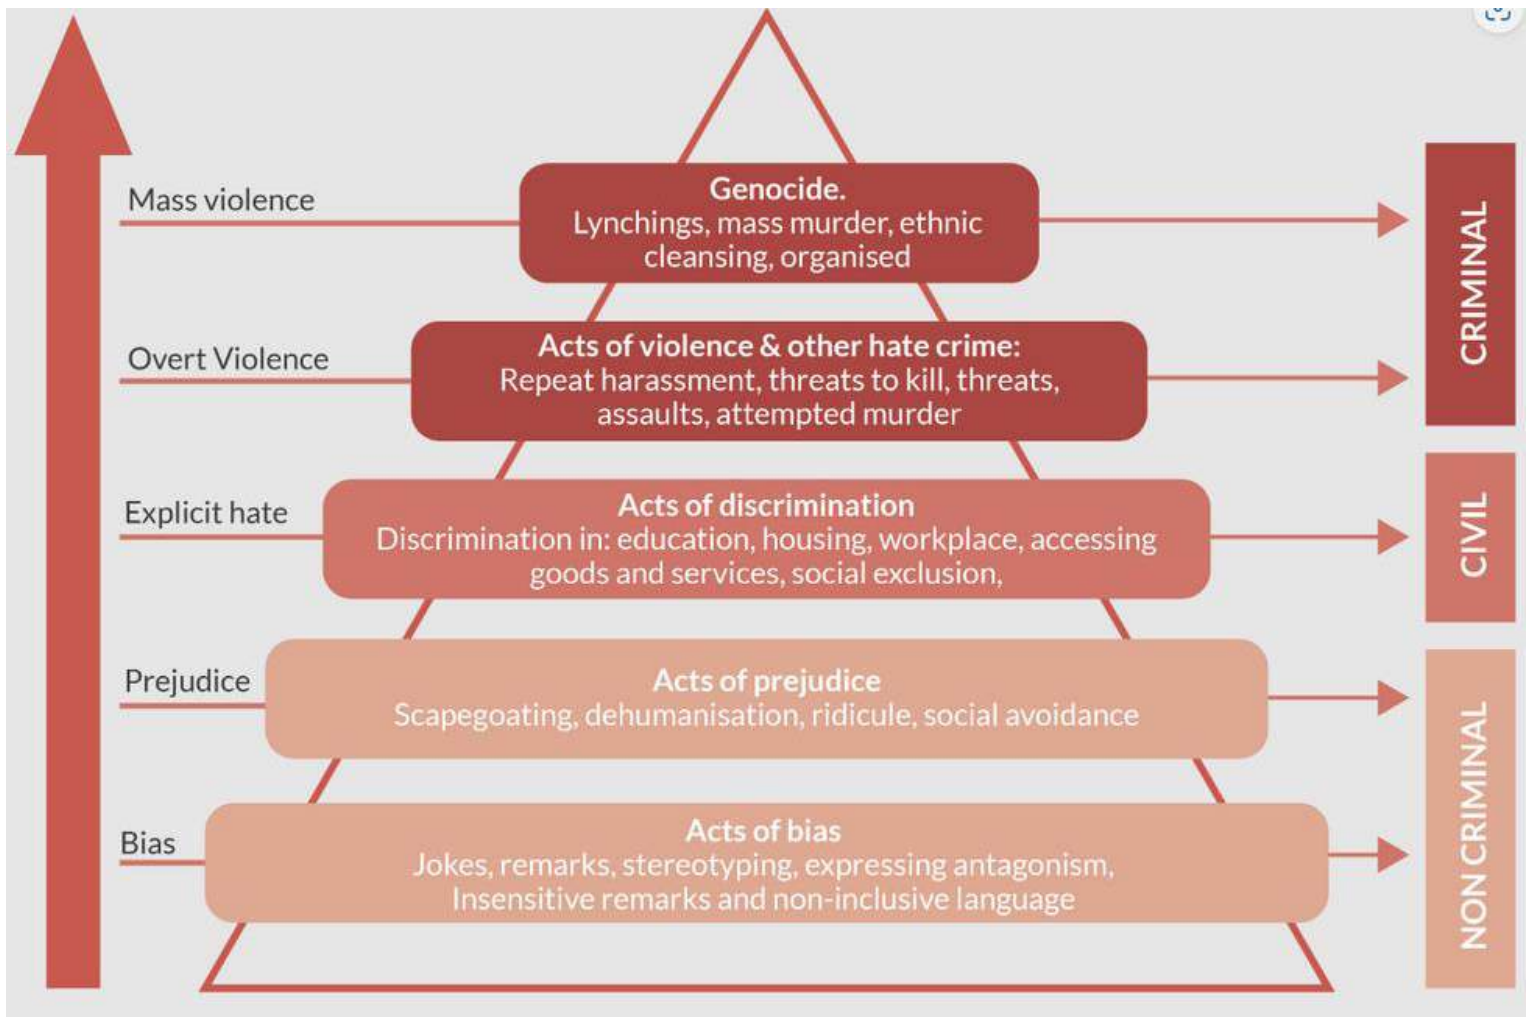 Mass violence
Genocide.
Lynchings, mass murder, ethnic
cleansing, organised
CRIMINAL
Overt Violence
Acts of violence & other hate crime:
Repeat harassment, threats to kill, threats,
assaults, attempted murder
Explicit hate
Acts of discrimination
Discrimination in: education, housing, workplace, accessing
goods and services, social exclusion,
CIVIL
Prejudice
Acts of prejudice
Scapegoating, dehumanisation, ridicule, social avoidance
NON CRIMINAL
Bias
Acts of bias
Jokes, remarks, stereotyping, expressing antagonism,
Insensitive remarks and non-inclusive language